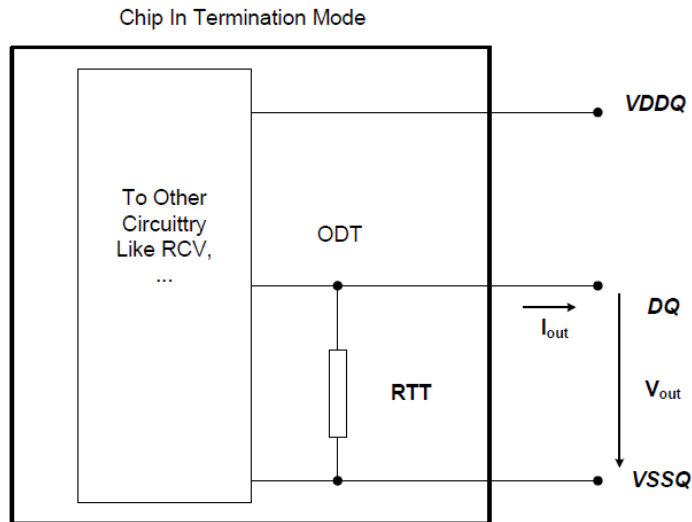 Chip In Termination Mode
VDDQ
To Other
Circuittry
Like RCV,
...
ODT
DQ
Iout
RTT
Vout
VSSQ